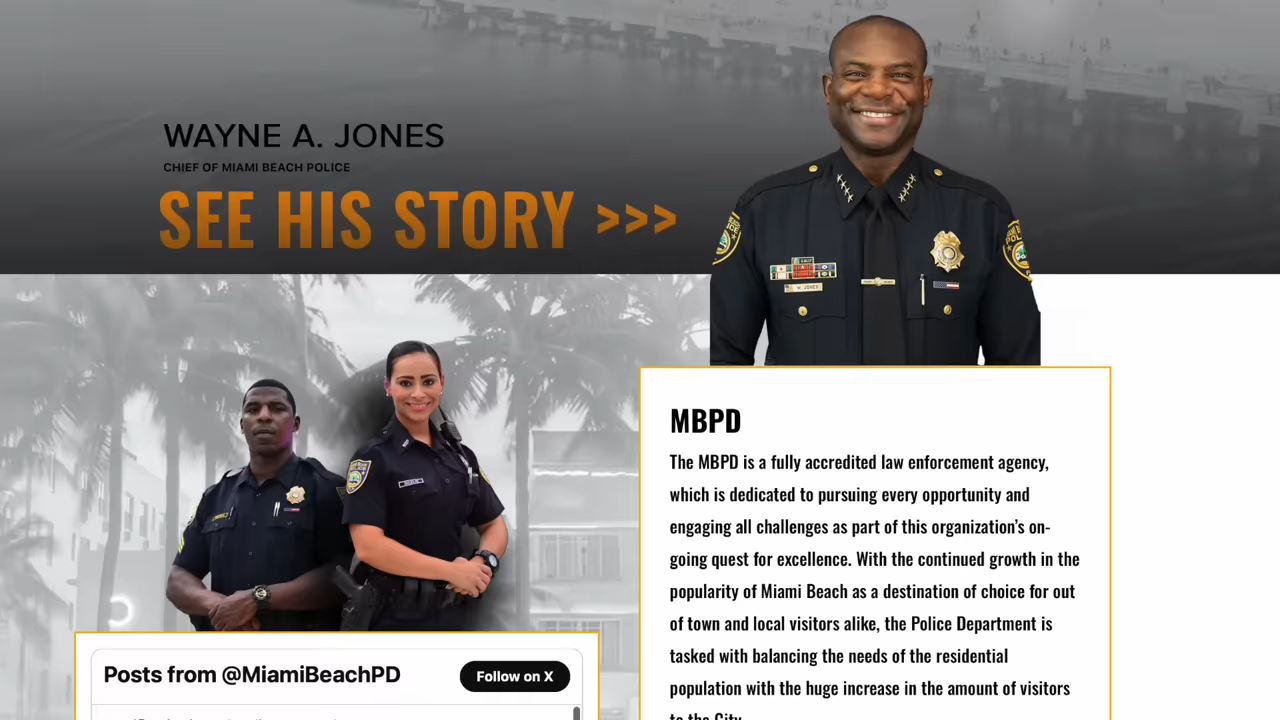 WAYNE A. JONES
CHIEF OF MIAMI BEACH POLICE
SEE HIS STORY >>>
W. JONES
MBPD
The MBPD is a fully accredited law enforcement agency,
which is dedicated to pursuing every opportunity and
engaging all challenges as part of this organization's on-
going quest for excellence. With the continued growth in the
popularity of Miami Beach as a destination of choice for out
of town and local visitors alike, the Police Department is
tasked with balancing the needs of the residential
population with the huge increase in the amount of visitors
to the City.
Posts from @MiamiBeachPD
Follow on X